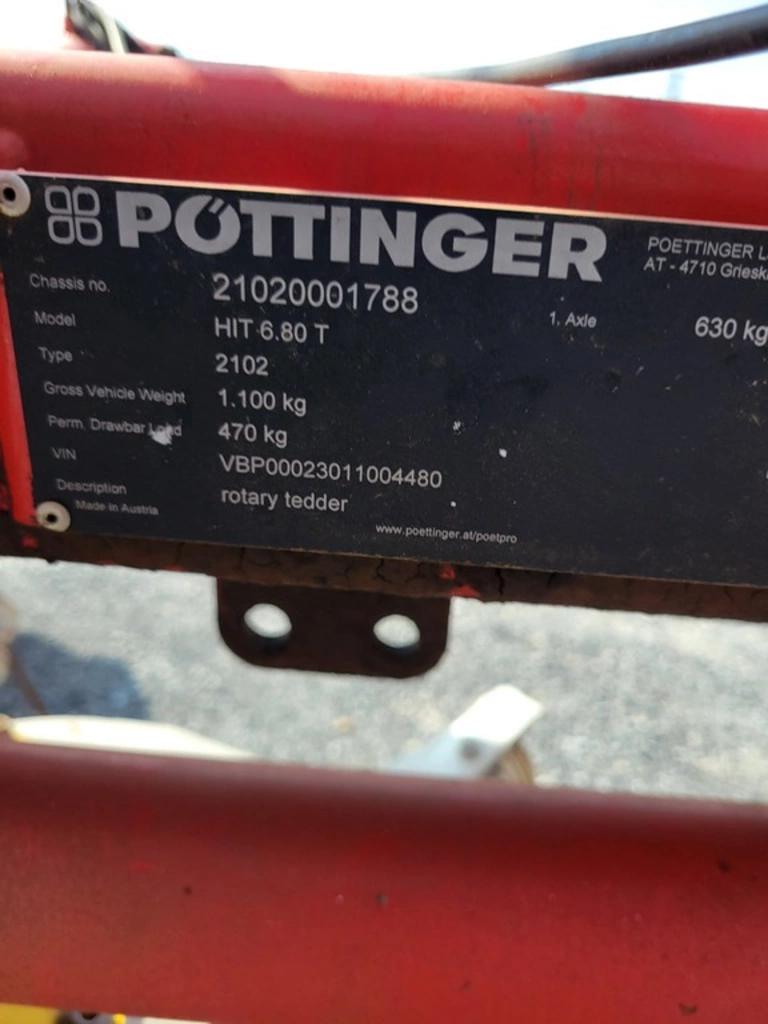 PÖTTINGER
POETTINGER
AT - 4710
Chassis no. 21020001788
Model HIT 6.80 T 1. Axle 630 kg
Type 2102
Gross Vehicle Weight 1.100 kg
Perm. Drawbar Load 470 kg
VIN VBP00023011004480
Description rotary tedder
Made in Austria
www.poettinger.at/poetpro